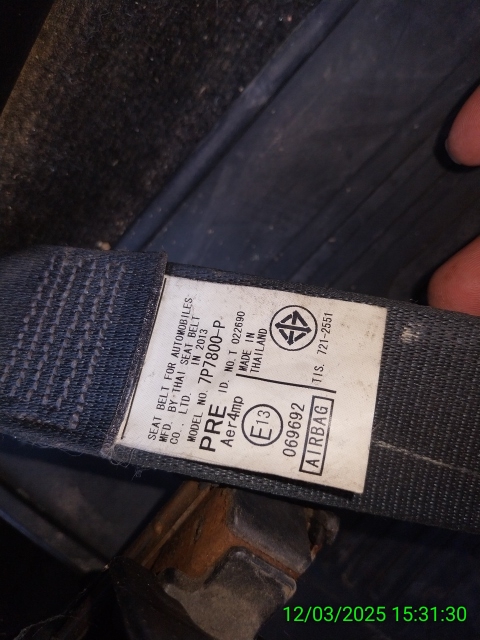 SEAT BELT FOR AUTOMOBILES
MFD. BY THAI SEAT BELT
CO., LTD. IN 2013
MODEL NO. 7P7800-P
PRE ID. NO. T 022690
Aer4mp
MADE IN
THAILAND
E13
069692
AIRBAG
TIS. 721-2551
12/03/2025 15:31:30